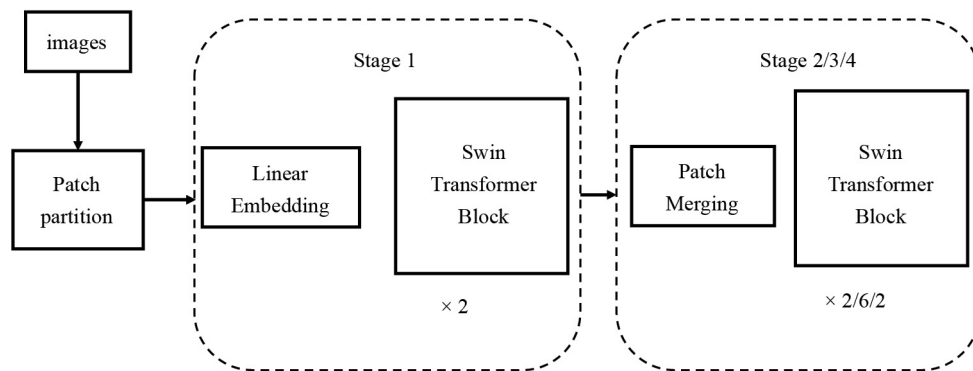 images
Patch
partition
Stage 1
Linear
Embedding
Swin
Transformer
Block
× 2
Stage 2/3/4
Patch
Merging
Swin
Transformer
Block
× 2/6/2